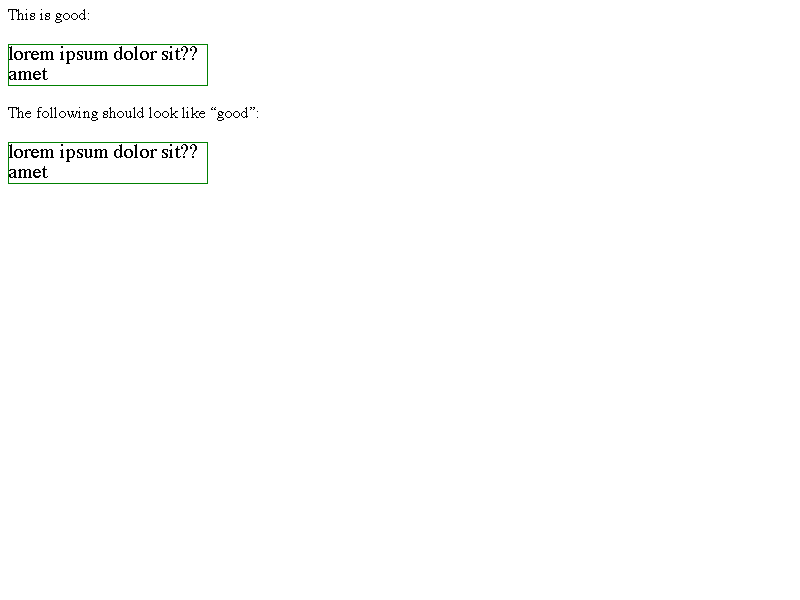 This is good:
lorem ipsum dolor sit??
amet
The following should look like “good”:
lorem ipsum dolor sit??
amet